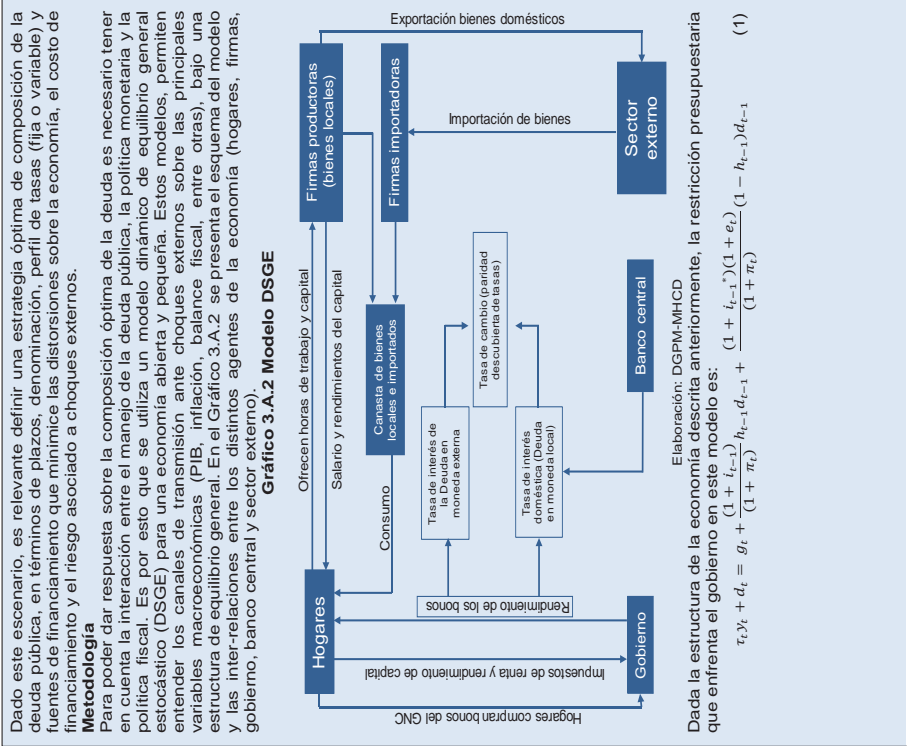 Dado este escenario, es relevante definir una estrategia óptima de composición de la
deuda pública, en términos de plazos, denominación, perfil de tasas (fija o variable) y
fuentes de financiamiento que minimice las distorsiones sobre la economía, el costo de
financiamiento y el riesgo asociado a choques externos.
Metodología
Para poder dar respuesta sobre la composición óptima de la deuda es necesario tener
en cuenta la interacción entre el manejo de la deuda pública, la política monetaria y la
política fiscal. Es por esto que se utiliza un modelo dinámico de equilibrio general
estocástico (DSGE) para una economía abierta y pequeña. Estos modelos, permiten
entender los canales de transmisión ante choques externos sobre las principales
variables macroeconómicas (PIB, inflación, balance fiscal, entre otras), bajo una
estructura de equilibrio general. En el Gráfico 3.A.2 se presenta el esquema del modelo
y las inter-relaciones entre los distintos agentes de la economía (hogares, firmas,
gobierno, banco central y sector externo).
Gráfico 3.A.2 Modelo DSGE
Ofrecen horas de trabajo y capital
Salario y rendimientos del capital
Exportación bienes domésticos
Hogares
Firmas productoras
(bienes locales)
Consumo
Canasta de bienes
locales e importados
Firmas importadoras
Importación de bienes
Hogares compran bonos del GNC
Impuestos de renta y rendimiento de capital
Rendimiento de los bonos
Tasa de interés de
la Deuda en
moneda externa
Tasa de interés
doméstica (Deuda
en moneda local)
Tasa de cambio (paridad
descubierta de tasas)
Gobierno
Banco central
Sector
externo
Elaboración: DGPM-MHCD
Dada la estructura de la economía descrita anteriormente, la restricción presupuestaria
que enfrenta el gobierno en este modelo es:
τ_t y_t + d_t = g_t + (1 + i_{t−1})/(1 + π_t) h_{t−1} d_{t−1} + (1 + i_{t−1}*)(1 + e_t)/(1 + π_t) (1 − h_{t−1}) d_{t−1} (1)